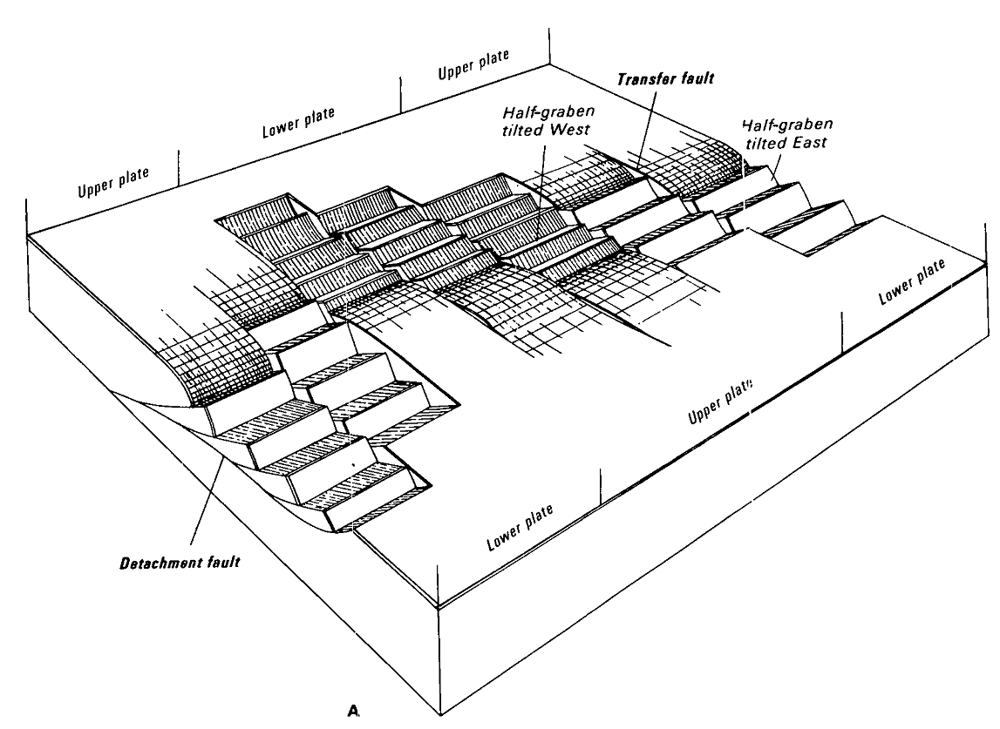 Upper plate
Transfer fault
Half-graben
tilted West
Half-graben
tilted East
Lower plate
Upper plate
Lower plate
Upper plate
Lower plate
Detachment fault
A